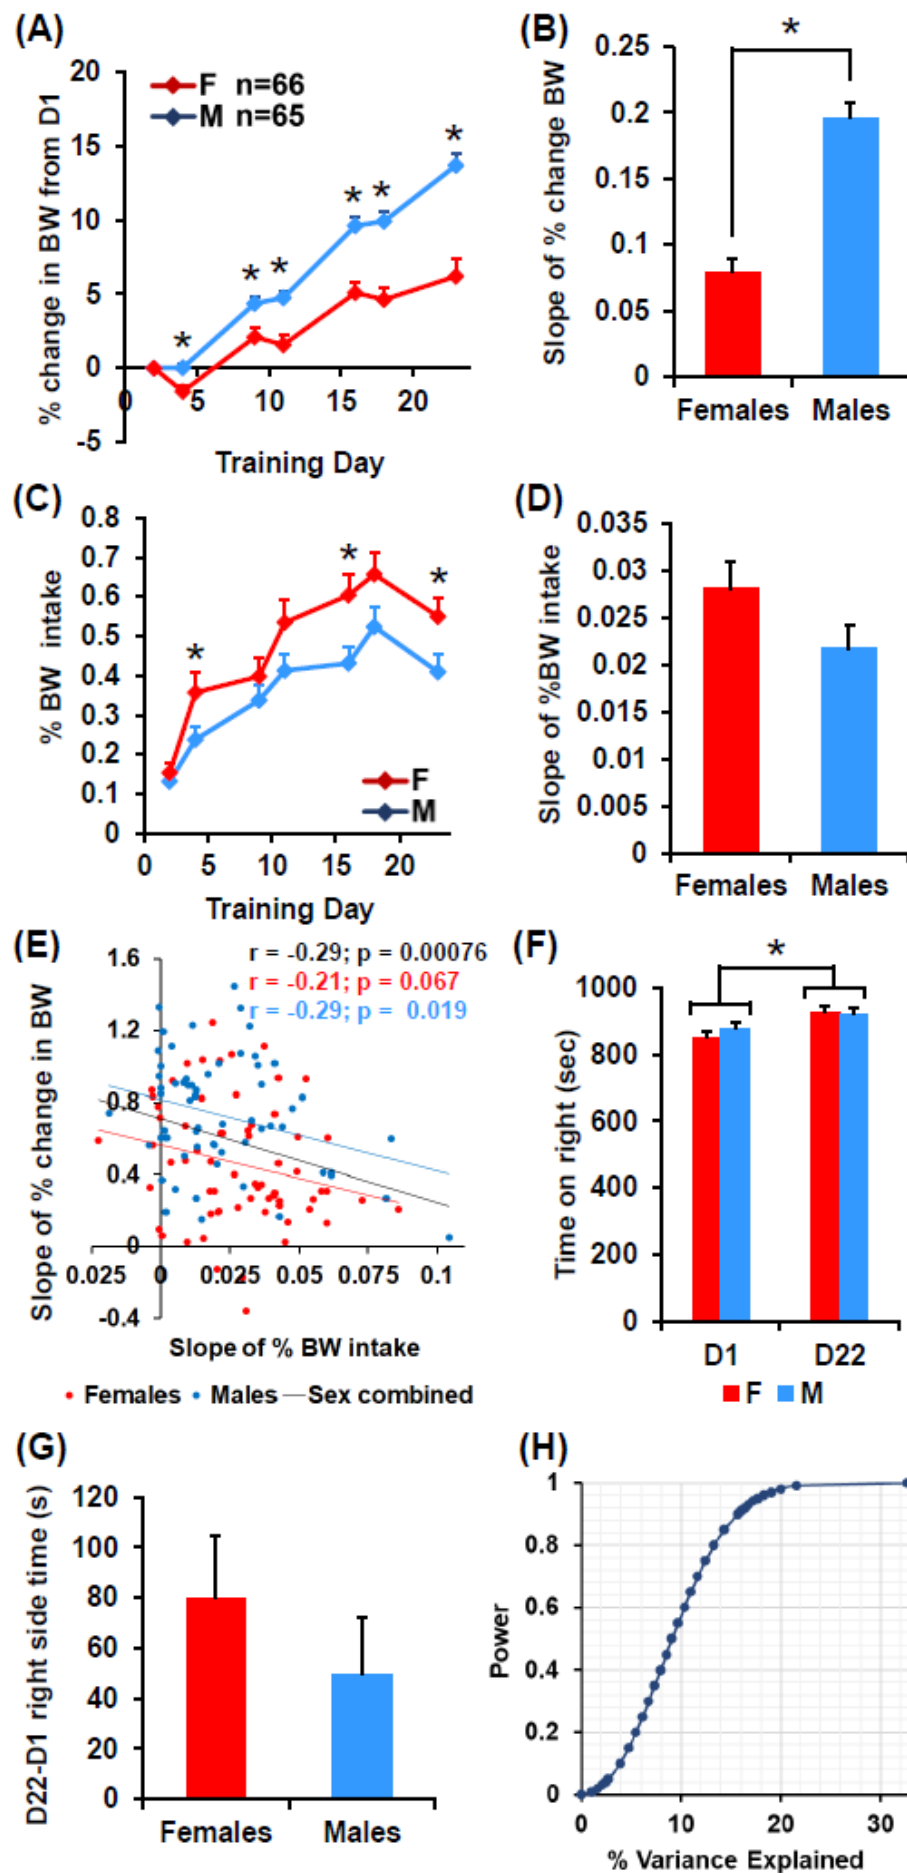 (A)
% change in BW from D1
20
15
10
5
0
-5
F n=66
M n=65
* * * * * *
0 5 10 15 20
Training Day
(B)
Slope of % change BW
0.25
0.2
0.15
0.1
0.05
0
*
Females Males
(C)
% BW intake
0.8
0.7
0.6
0.5
0.4
0.3
0.2
0.1
0
* * *
F
M
0 5 10 15 20
Training Day
(D)
Slope of %BW intake
0.035
0.03
0.025
0.02
0.015
0.01
0.005
0
Females Males
(E)
Slope of % change in BW
1.6
1.2
0.8
0.4
0
-0.4
r = -0.29; p = 0.00076
r = -0.21; p = 0.067
r = -0.29; p = 0.019
0.025 0 0.025 0.05 0.075 0.1
Slope of % BW intake
Females Males Sex combined
(F)
Time on right (sec)
1000
800
600
400
200
0
*
D1 D22
F M
(G)
D22-D1 right side time (s)
120
100
80
60
40
20
0
Females Males
(H)
Power
1
0.8
0.6
0.4
0.2
0
0 10 20 30
% Variance Explained